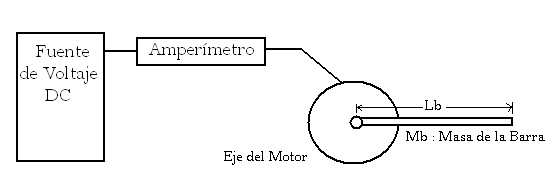 Fuente
de Voltaje
DC
Amperímetro
Lb
Mb : Masa de la Barra
Eje del Motor